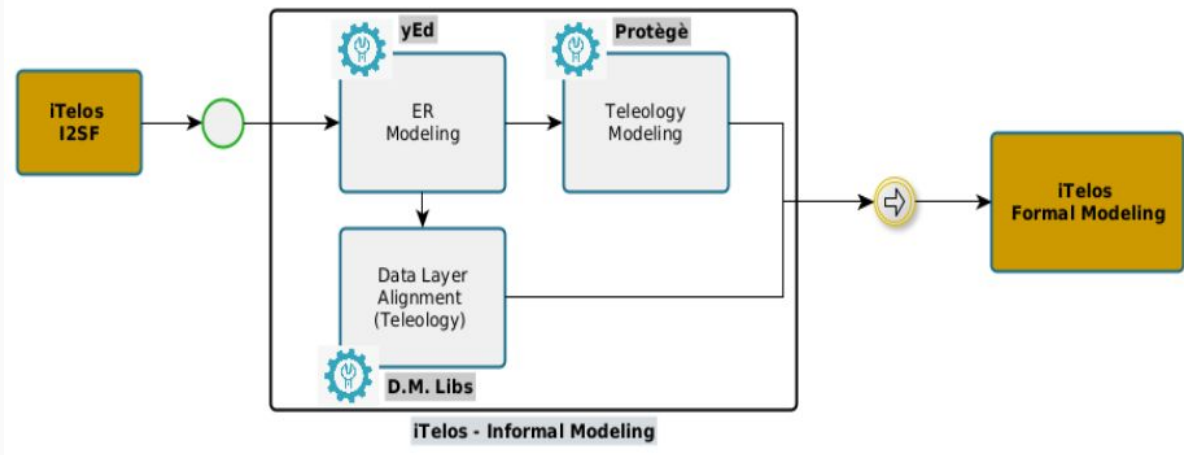 yEd
Protègè
iTelos
I2SF
ER
Modeling
Teleology
Modeling
iTelos
Formal Modeling
Data Layer
Alignment
(Teleology)
D.M. Libs
iTelos - Informal Modeling